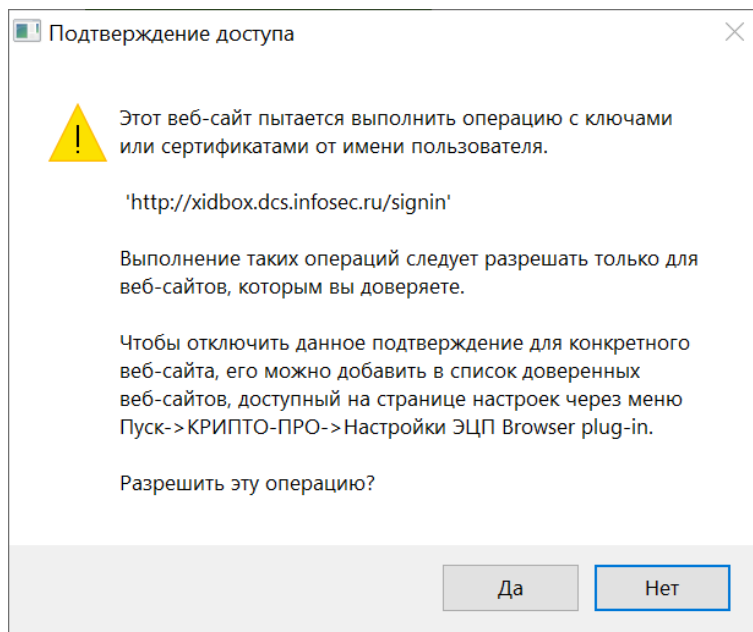 Подтверждение доступа
Этот веб-сайт пытается выполнить операцию с ключами
или сертификатами от имени пользователя.
'http://xidbox.dcs.infosec.ru/signin'
Выполнение таких операций следует разрешать только для
веб-сайтов, которым вы доверяете.
Чтобы отключить данное подтверждение для конкретного
веб-сайта, его можно добавить в список доверенных
веб-сайтов, доступный на странице настроек через меню
Пуск->КРИПТО-ПРО->Настройки ЭЦП Browser plug-in.
Разрешить эту операцию?
Да
Нет